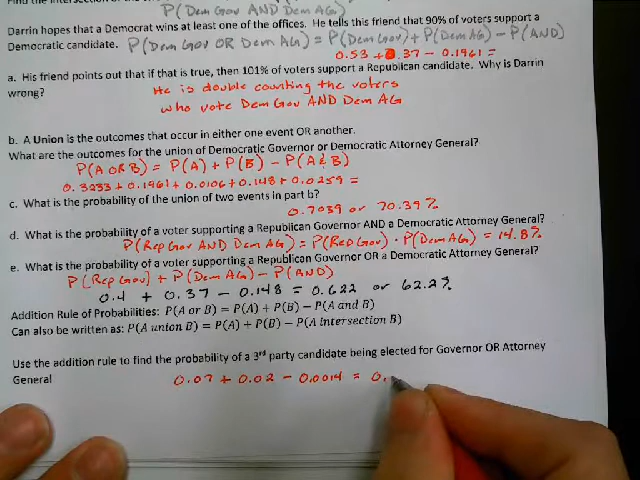 P(Dem Gov AND Dem AG)
Darrin hopes that a Democrat wins at least one of the offices. He tells this friend that 90% of voters support a
Democratic candidate. P(Dem Gov OR Dem AG) = P(Dem Gov) + P(Dem AG) - P(AND)
0.53 + 0.37 - 0.1961 =
a. His friend points out that if that is true, then 101% of voters support a Republican candidate. Why is Darrin
wrong? He is double counting the voters
who vote Dem Gov AND Dem AG
b. A Union is the outcomes that occur in either one event OR another.
What are the outcomes for the union of Democratic Governor or Democratic Attorney General?
P(A OR B) = P(A) + P(B) - P(A & B)
0.3233 + 0.1961 + 0.0106 + 0.148 + 0.0259 =
c. What is the probability of the union of two events in part b?
0.7039 or 70.39%
d. What is the probability of a voter supporting a Republican Governor AND a Democratic Attorney General?
P(Rep Gov AND Dem AG) = P(Rep Gov) · P(Dem AG) = 14.8%
e. What is the probability of a voter supporting a Republican Governor OR a Democratic Attorney General?
P(Rep Gov) + P(Dem AG) - P(AND)
0.4 + 0.37 - 0.148 = 0.622 or 62.2%
Addition Rule of Probabilities: P(A or B) = P(A) + P(B) − P(A and B)
Can also be written as: P(A union B) = P(A) + P(B) − P(A intersection B)
Use the addition rule to find the probability of a 3rd party candidate being elected for Governor OR Attorney
General 0.07 + 0.02 - 0.0014 = 0.